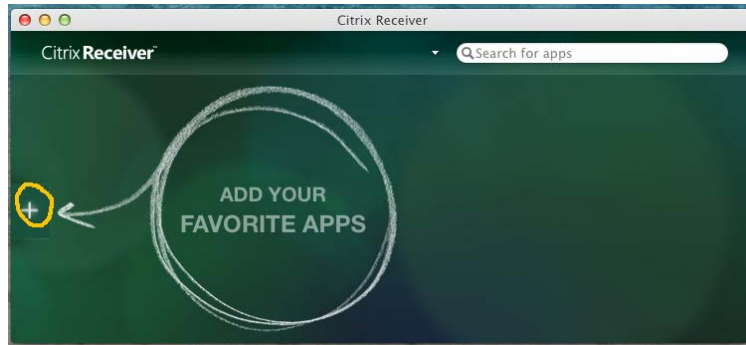 Citrix Receiver
Citrix Receiver
Search for apps
+
ADD YOUR
FAVORITE APPS